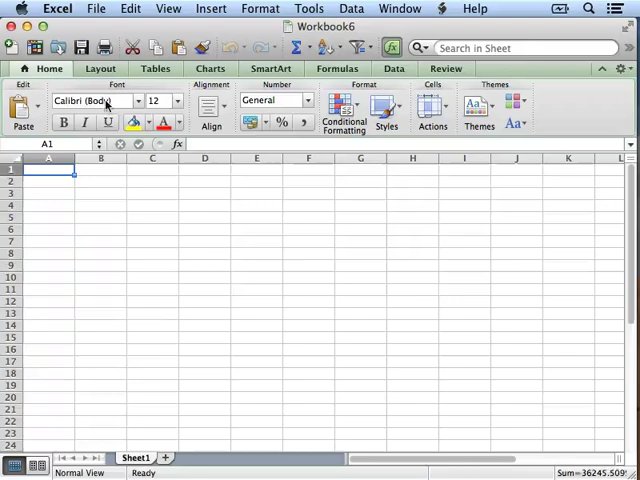 Excel File Edit View Insert Format Tools Data Window Help
Workbook6
Search in Sheet
Home Layout Tables Charts SmartArt Formulas Data Review
Edit Font Alignment Format Cells Themes
Calibri (Body) 12 General
B I U A %
Paste Align Conditional Formatting Styles Actions Themes Aa
A1 fx
A B C D E F G H I J K L
1
2
3
4
5
6
7
8
9
10
11
12
13
14
15
16
17
18
19
20
21
22
23
24
Sheet1
Normal View Ready Sum=36245.509